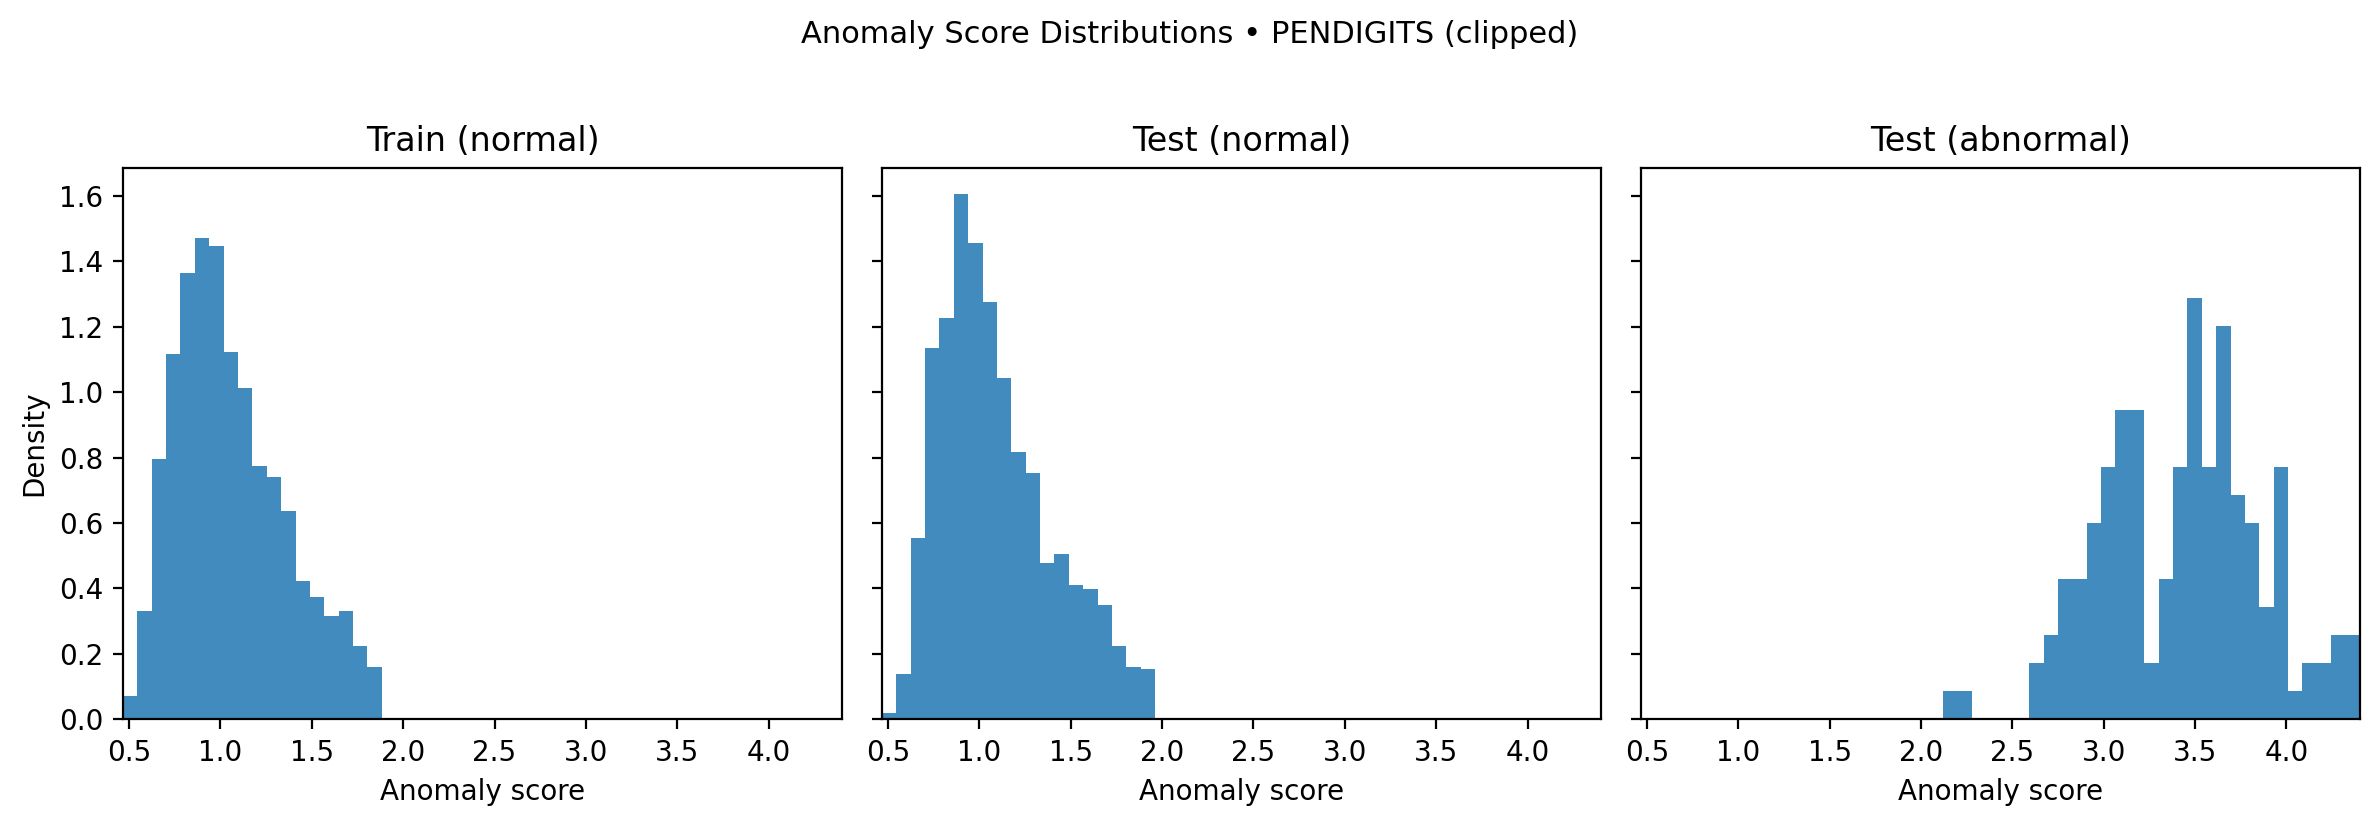 Anomaly Score Distributions • PENDIGITS (clipped)
Train (normal)
Test (normal)
Test (abnormal)
Density
1.6
1.4
1.2
1.0
0.8
0.6
0.4
0.2
0.0
0.5 1.0 1.5 2.0 2.5 3.0 3.5 4.0
0.5 1.0 1.5 2.0 2.5 3.0 3.5 4.0
0.5 1.0 1.5 2.0 2.5 3.0 3.5 4.0
Anomaly score
Anomaly score
Anomaly score